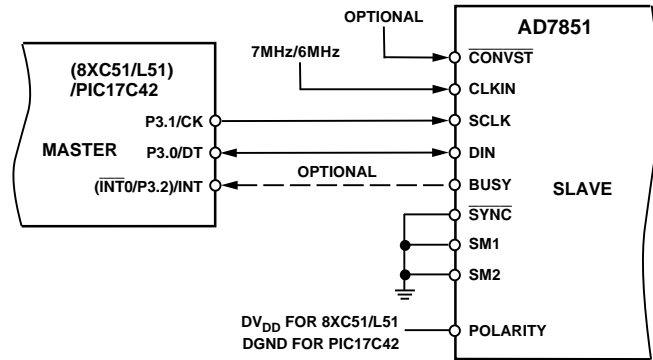 OPTIONAL
AD7851
7MHz/6MHz
CONVST
(8XC51/L51)
/PIC17C42
CLKIN
P3.1/CK
SCLK
MASTER
P3.0/DT
DIN
OPTIONAL
(INT0/P3.2)/INT
BUSY
SLAVE
SYNC
SM1
SM2
DVDD FOR 8XC51/L51
DGND FOR PIC17C42
POLARITY